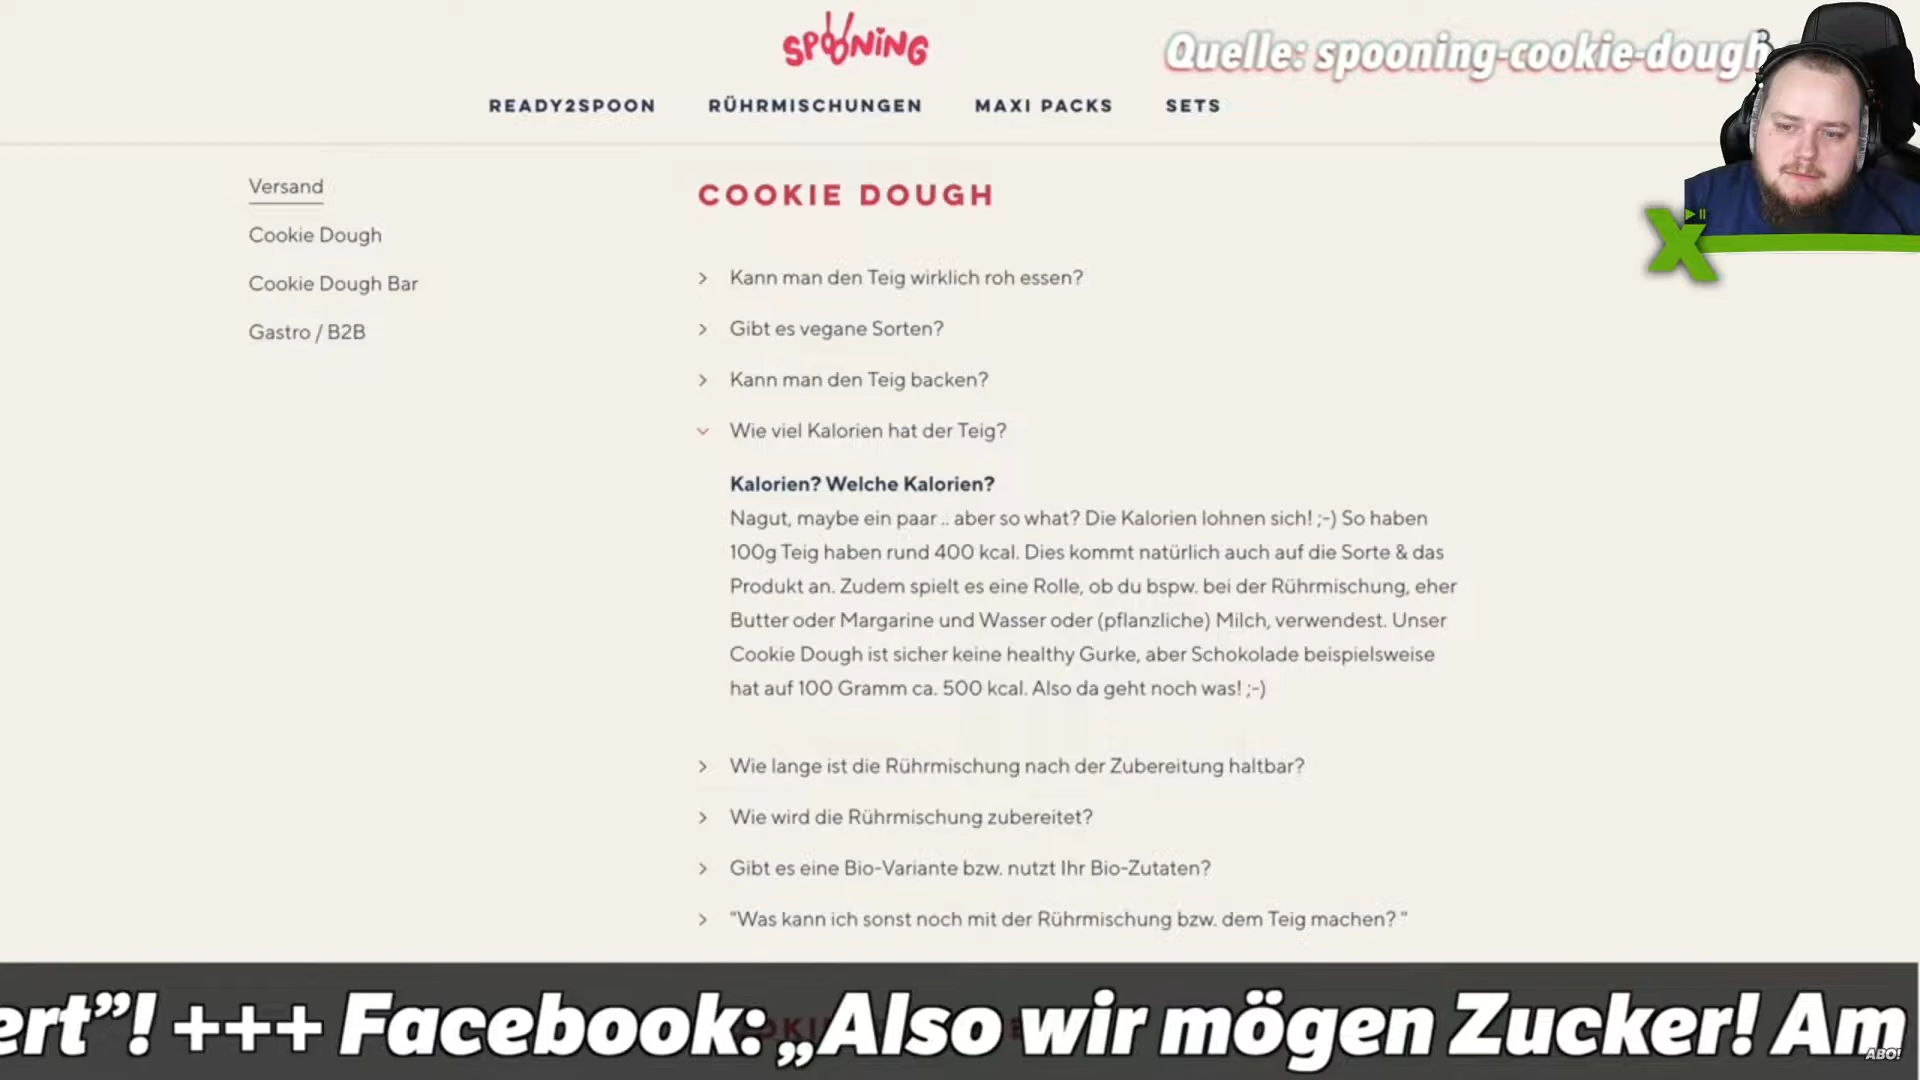 SPOONING
Quelle: spooning-cookie-dough
READY2SPOON RÜHRMISCHUNGEN MAXI PACKS SETS
Versand
Cookie Dough
Cookie Dough Bar
Gastro / B2B
COOKIE DOUGH
Kann man den Teig wirklich roh essen?
Gibt es vegane Sorten?
Kann man den Teig backen?
Wie viel Kalorien hat der Teig?
Kalorien? Welche Kalorien?
Nagut, maybe ein paar .. aber so what? Die Kalorien lohnen sich! ;-) So haben
100g Teig haben rund 400 kcal. Dies kommt natürlich auch auf die Sorte & das
Produkt an. Zudem spielt es eine Rolle, ob du bspw. bei der Rührmischung, eher
Butter oder Margarine und Wasser oder (pflanzliche) Milch, verwendest. Unser
Cookie Dough ist sicher keine healthy Gurke, aber Schokolade beispielsweise
hat auf 100 Gramm ca. 500 kcal. Also da geht noch was! ;-)
Wie lange ist die Rührmischung nach der Zubereitung haltbar?
Wie wird die Rührmischung zubereitet?
Gibt es eine Bio-Variante bzw. nutzt Ihr Bio-Zutaten?
"Was kann ich sonst noch mit der Rührmischung bzw. dem Teig machen? "
ert”! +++ Facebook: „Also wir mögen Zucker! Am
ABO!